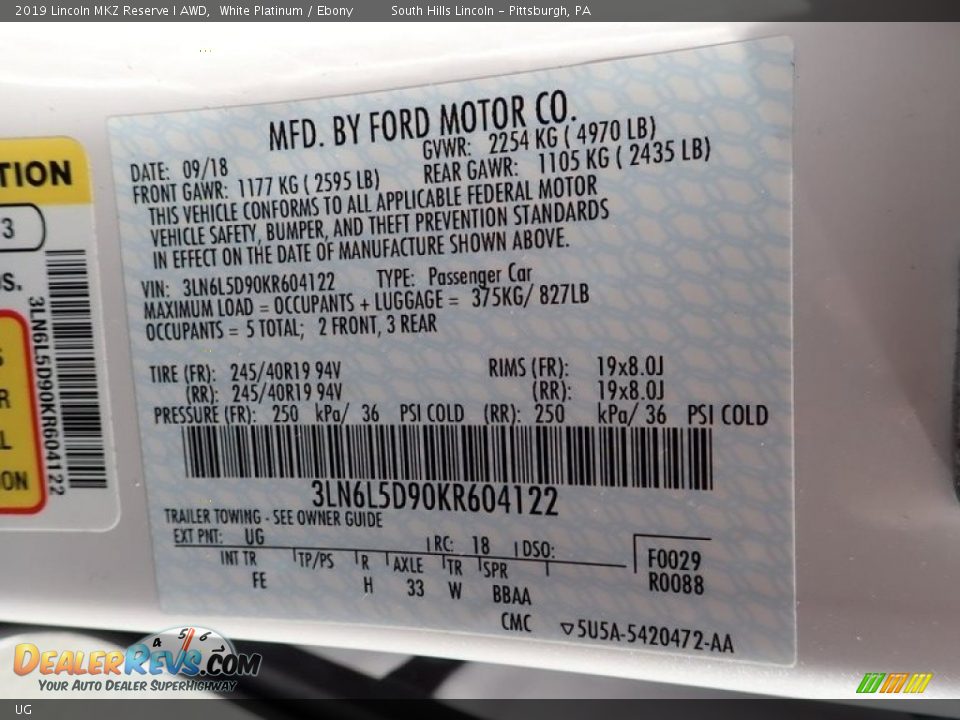 2019 Lincoln MKZ Reserve I AWD, White Platinum / Ebony South Hills Lincoln - Pittsburgh, PA
TION
3
S.
3LN6L5D90KR604122
S
R
L
ON
MFD. BY FORD MOTOR CO.
DATE: 09/18 GVWR: 2254 KG ( 4970 LB)
FRONT GAWR: 1177 KG ( 2595 LB) REAR GAWR: 1105 KG ( 2435 LB)
THIS VEHICLE CONFORMS TO ALL APPLICABLE FEDERAL MOTOR
VEHICLE SAFETY, BUMPER, AND THEFT PREVENTION STANDARDS
IN EFFECT ON THE DATE OF MANUFACTURE SHOWN ABOVE.
VIN: 3LN6L5D90KR604122 TYPE: Passenger Car
MAXIMUM LOAD = OCCUPANTS + LUGGAGE = 375KG/ 827LB
OCCUPANTS = 5 TOTAL; 2 FRONT, 3 REAR
TIRE (FR): 245/40R19 94V RIMS (FR): 19x8.0J
(RR): 245/40R19 94V (RR): 19x8.0J
PRESSURE (FR): 250 kPa/ 36 PSI COLD (RR): 250 kPa/ 36 PSI COLD
3LN6L5D90KR604122
TRAILER TOWING - SEE OWNER GUIDE
EXT PNT: UG RC: 18 DSO: F0029
INT TR TP/PS R AXLE TR SPR R0088
FE H 33 W BBAA
CMC ▽5U5A-5420472-AA
4 5 6
DEALERREVS.COM
YOUR AUTO DEALER SUPERHIGHWAY
UG